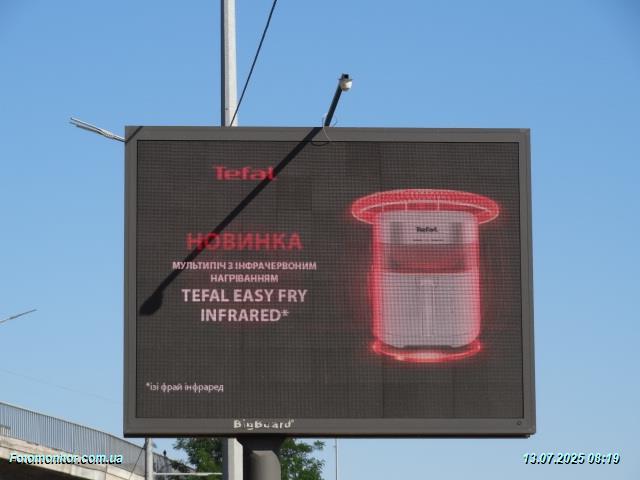 Tefal
НОВИНКА
МУЛЬТИПІЧ З ІНФРАЧЕРВОНИМ
НАГРІВАННЯМ
TEFAL EASY FRY
INFRARED*
Tefal
*ізі фрай інфраред
BigBoard
Fotomonitor.com.ua
13.07.2025 08:19